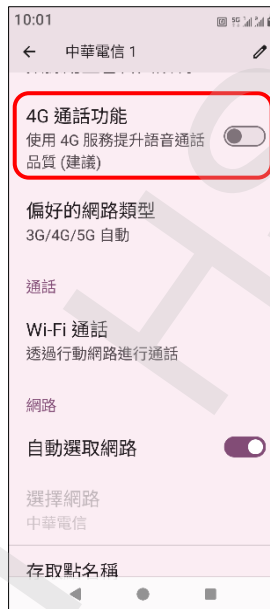 10:01
中華電信 1
4G 通話功能
使用 4G 服務提升語音通話
品質 (建議)
偏好的網路類型
3G/4G/5G 自動
通話
Wi-Fi 通話
透過行動網路進行通話
網路
自動選取網路
選擇網路
中華電信
存取點名稱